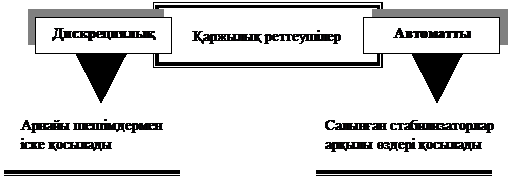 Дискрециялық
Қаржылық реттеушілер
Автоматты
Арнайы шешімдермен
іске қосылады
Салынған стабилизаторлар
арқылы өздері қосылады